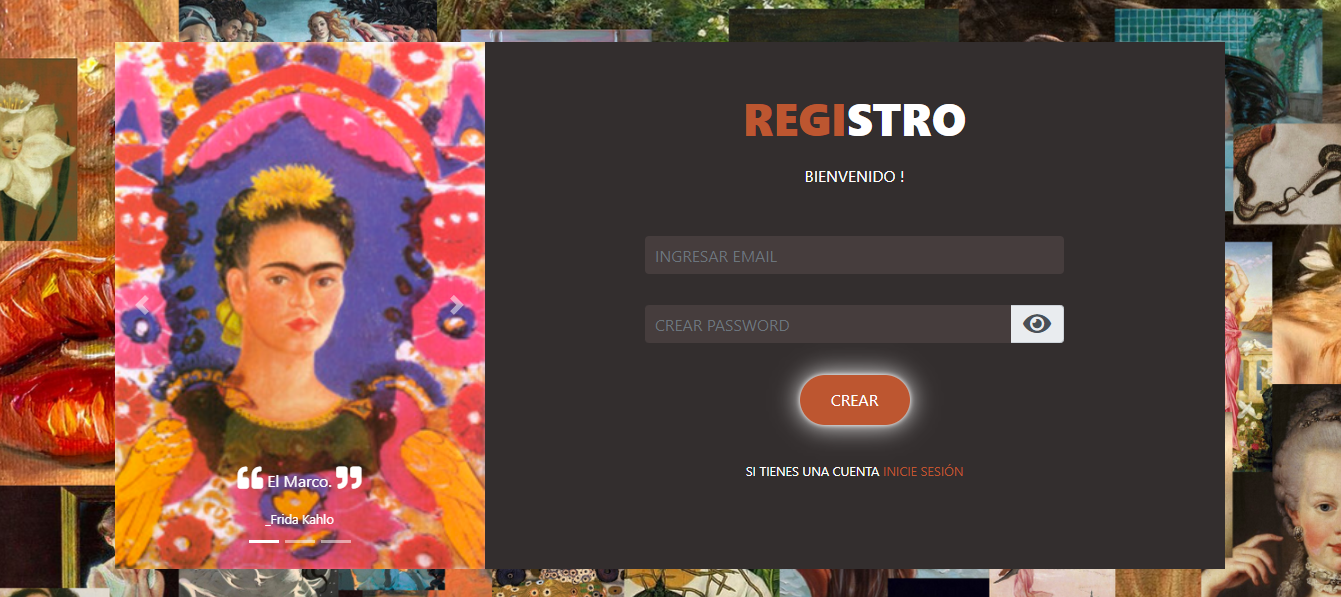 REGISTRO
BIENVENIDO !
INGRESAR EMAIL
CREAR PASSWORD
CREAR
SI TIENES UNA CUENTA INICIE SESIÓN
❝ El Marco. ❞
_Frida Kahlo